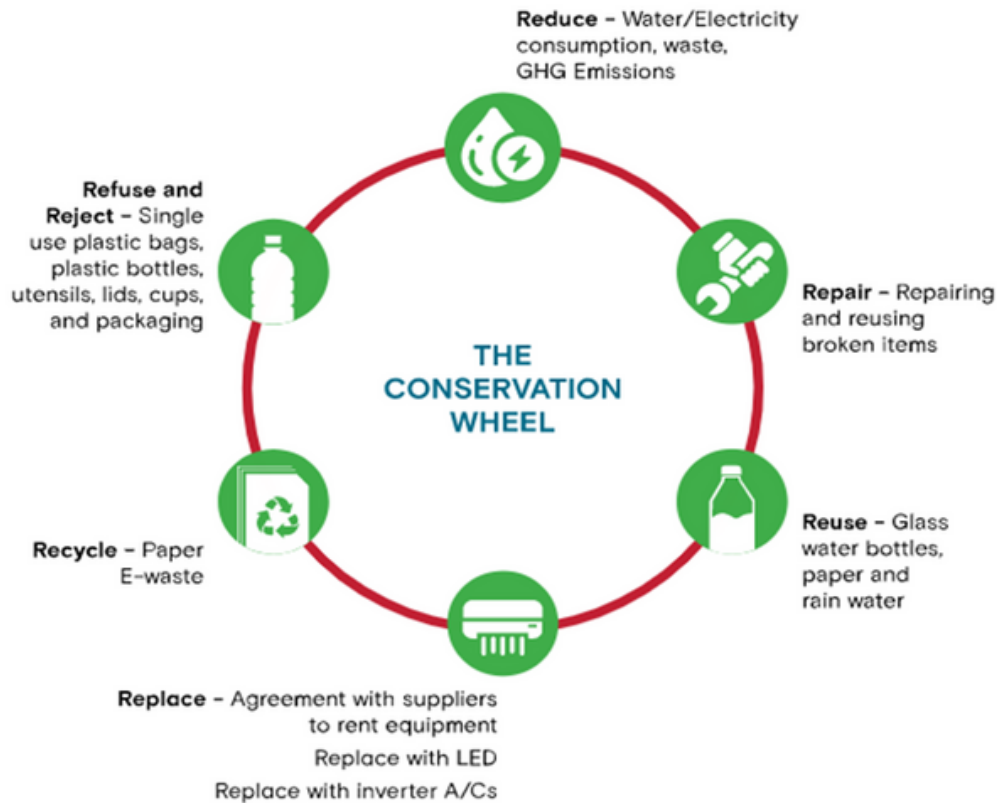 Reduce – Water/Electricity
consumption, waste,
GHG Emissions
Refuse and
Reject – Single
use plastic bags,
plastic bottles,
utensils, lids, cups,
and packaging
Repair – Repairing
and reusing
broken items
THE
CONSERVATION
WHEEL
Recycle – Paper
E-waste
Reuse – Glass
water bottles,
paper and
rain water
Replace – Agreement with suppliers
to rent equipment
Replace with LED
Replace with inverter A/Cs